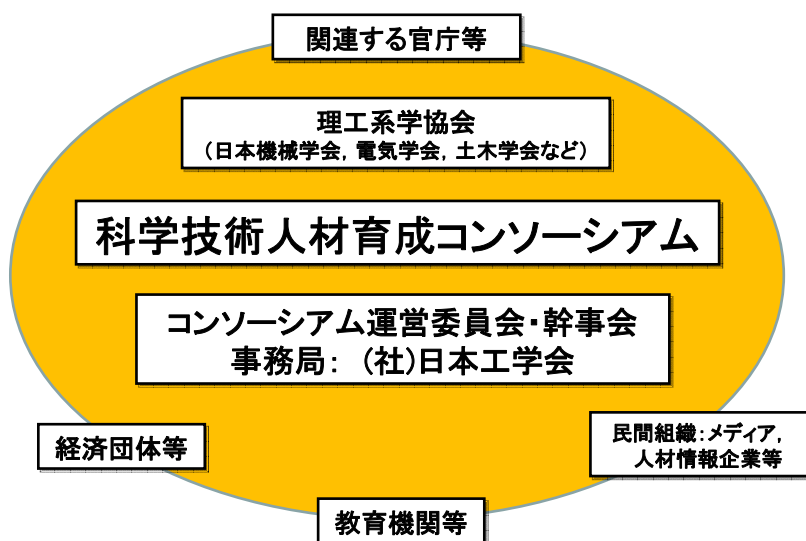 関連する官庁等
理工系学協会
（日本機械学会，電気学会，土木学会など）
科学技術人材育成コンソーシアム
コンソーシアム運営委員会・幹事会
事務局：（社）日本工学会
経済団体等
民間組織：メディア，
人材情報企業等
教育機関等